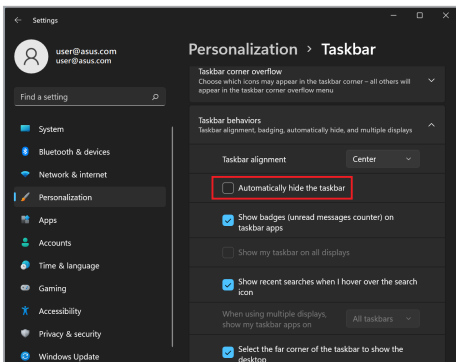 Settings
user@asus.com
user@asus.com
Find a setting
System
Bluetooth & devices
Network & internet
Personalization
Apps
Accounts
Time & language
Gaming
Accessibility
Privacy & security
Windows Update
Personalization > Taskbar
Taskbar corner overflow
Choose which icons may appear in the taskbar corner – all others will
appear in the taskbar corner overflow menu
Taskbar behaviors
Taskbar alignment, badging, automatically hide, and multiple displays
Taskbar alignment
Center
Automatically hide the taskbar
Show badges (unread messages counter) on
taskbar apps
Show my taskbar on all displays
Show recent searches when I hover over the search
icon
When using multiple displays,
show my taskbar apps on
All taskbars
Select the far corner of the taskbar to show the
desktop